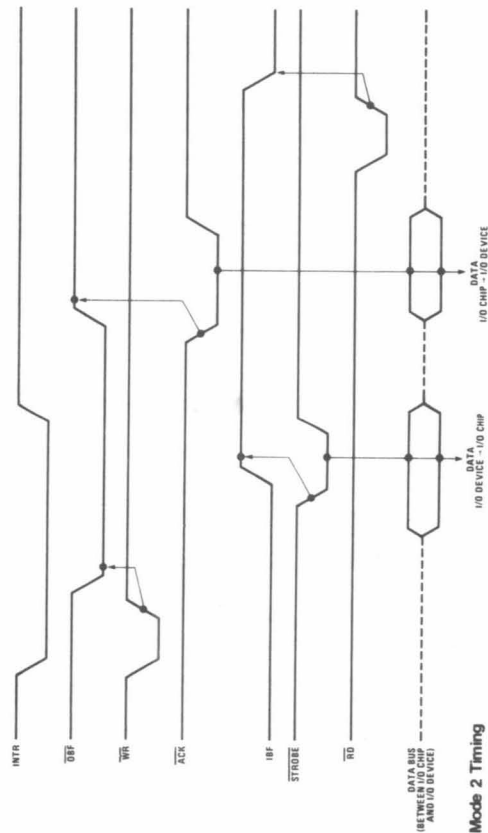 INTR
OBF
WR
ACK
IBF
STROBE
RD
DATA BUS
(BETWEEN I/O CHIP
AND I/O DEVICE)
DATA
I/O DEVICE → I/O CHIP
DATA
I/O CHIP → I/O DEVICE
Mode 2 Timing